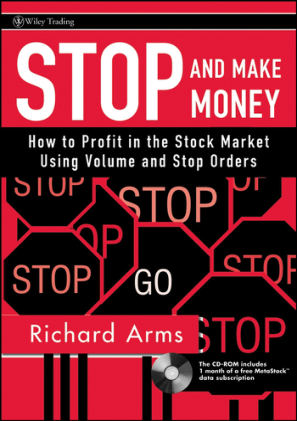 Wiley Trading
STOP
AND MAKE
MONEY
How to Profit in the Stock Market
Using Volume and Stop Orders
STOP
STOP
STOP
STOP
STOP
GO
STOP
Richard Arms
STOP
The CD-ROM includes
1 month of a free MetaStock™
data subscription